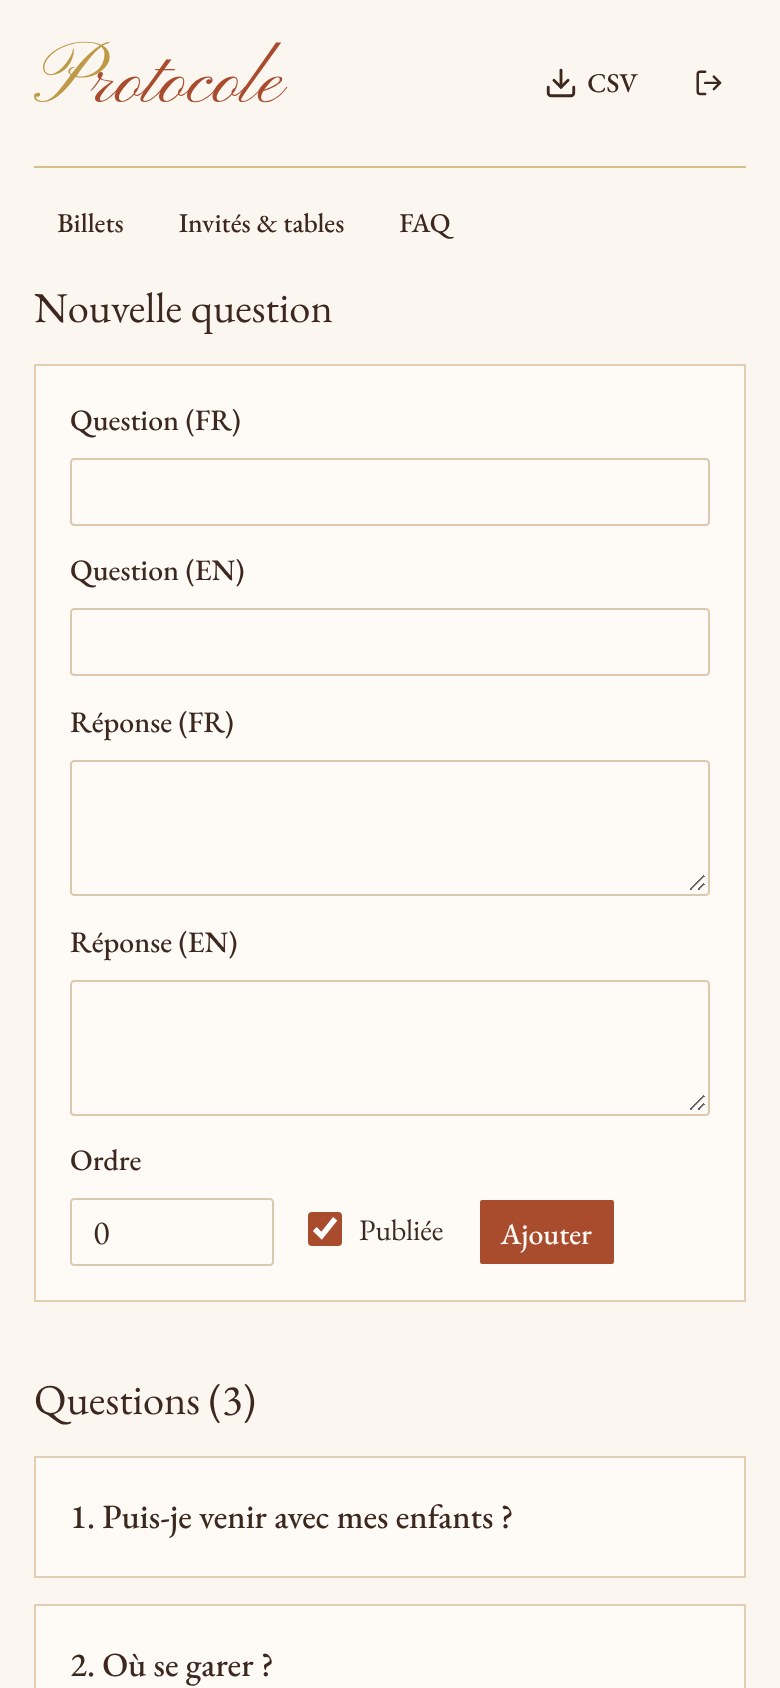 Protocole
CSV
Billets Invités & tables FAQ
Nouvelle question
Question (FR)
Question (EN)
Réponse (FR)
Réponse (EN)
Ordre
0 Publiée Ajouter
Questions (3)
1. Puis-je venir avec mes enfants ?
2. Où se garer ?